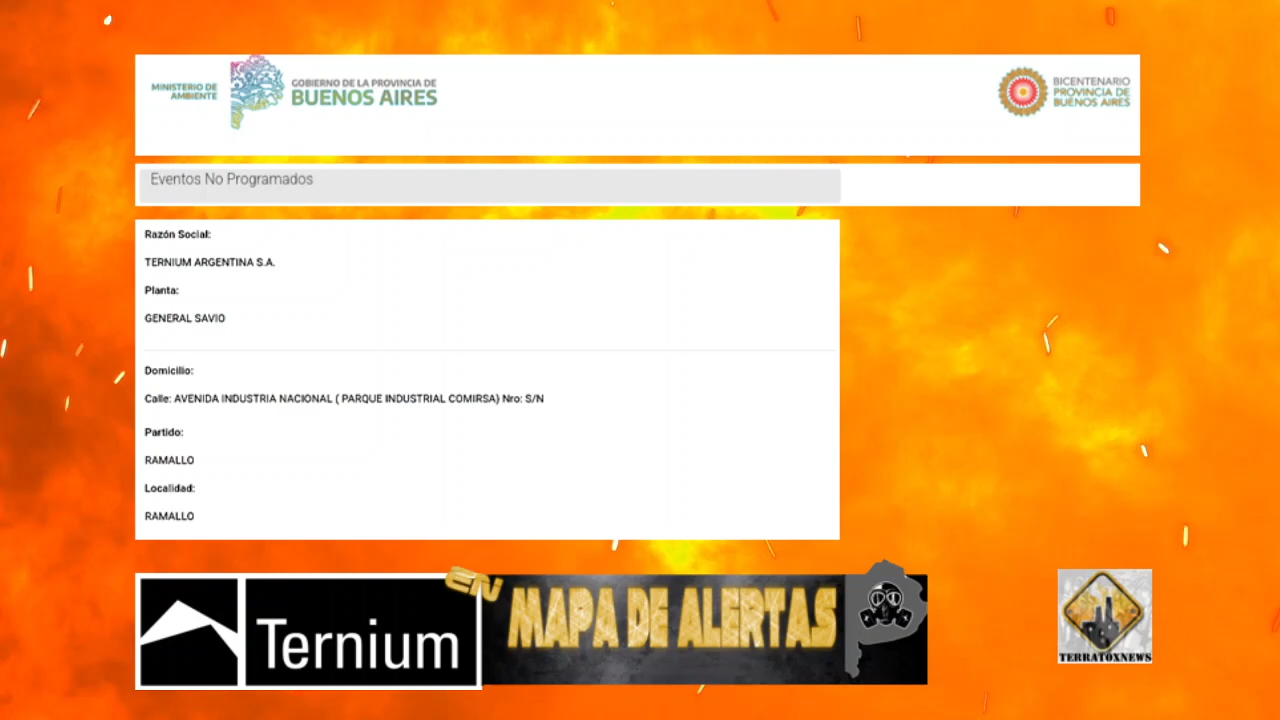 MINISTERIO DE
AMBIENTE
GOBIERNO DE LA PROVINCIA DE
BUENOS AIRES
BICENTENARIO
PROVINCIA DE
BUENOS AIRES
Eventos No Programados
Razón Social:
TERNIUM ARGENTINA S.A.
Planta:
GENERAL SAVIO
Domicilio:
Calle: AVENIDA INDUSTRIA NACIONAL ( PARQUE INDUSTRIAL COMIRSA) Nro: S/N
Partido:
RAMALLO
Localidad:
RAMALLO
Ternium
EN
MAPA DE ALERTAS
TERRATOXNEWS